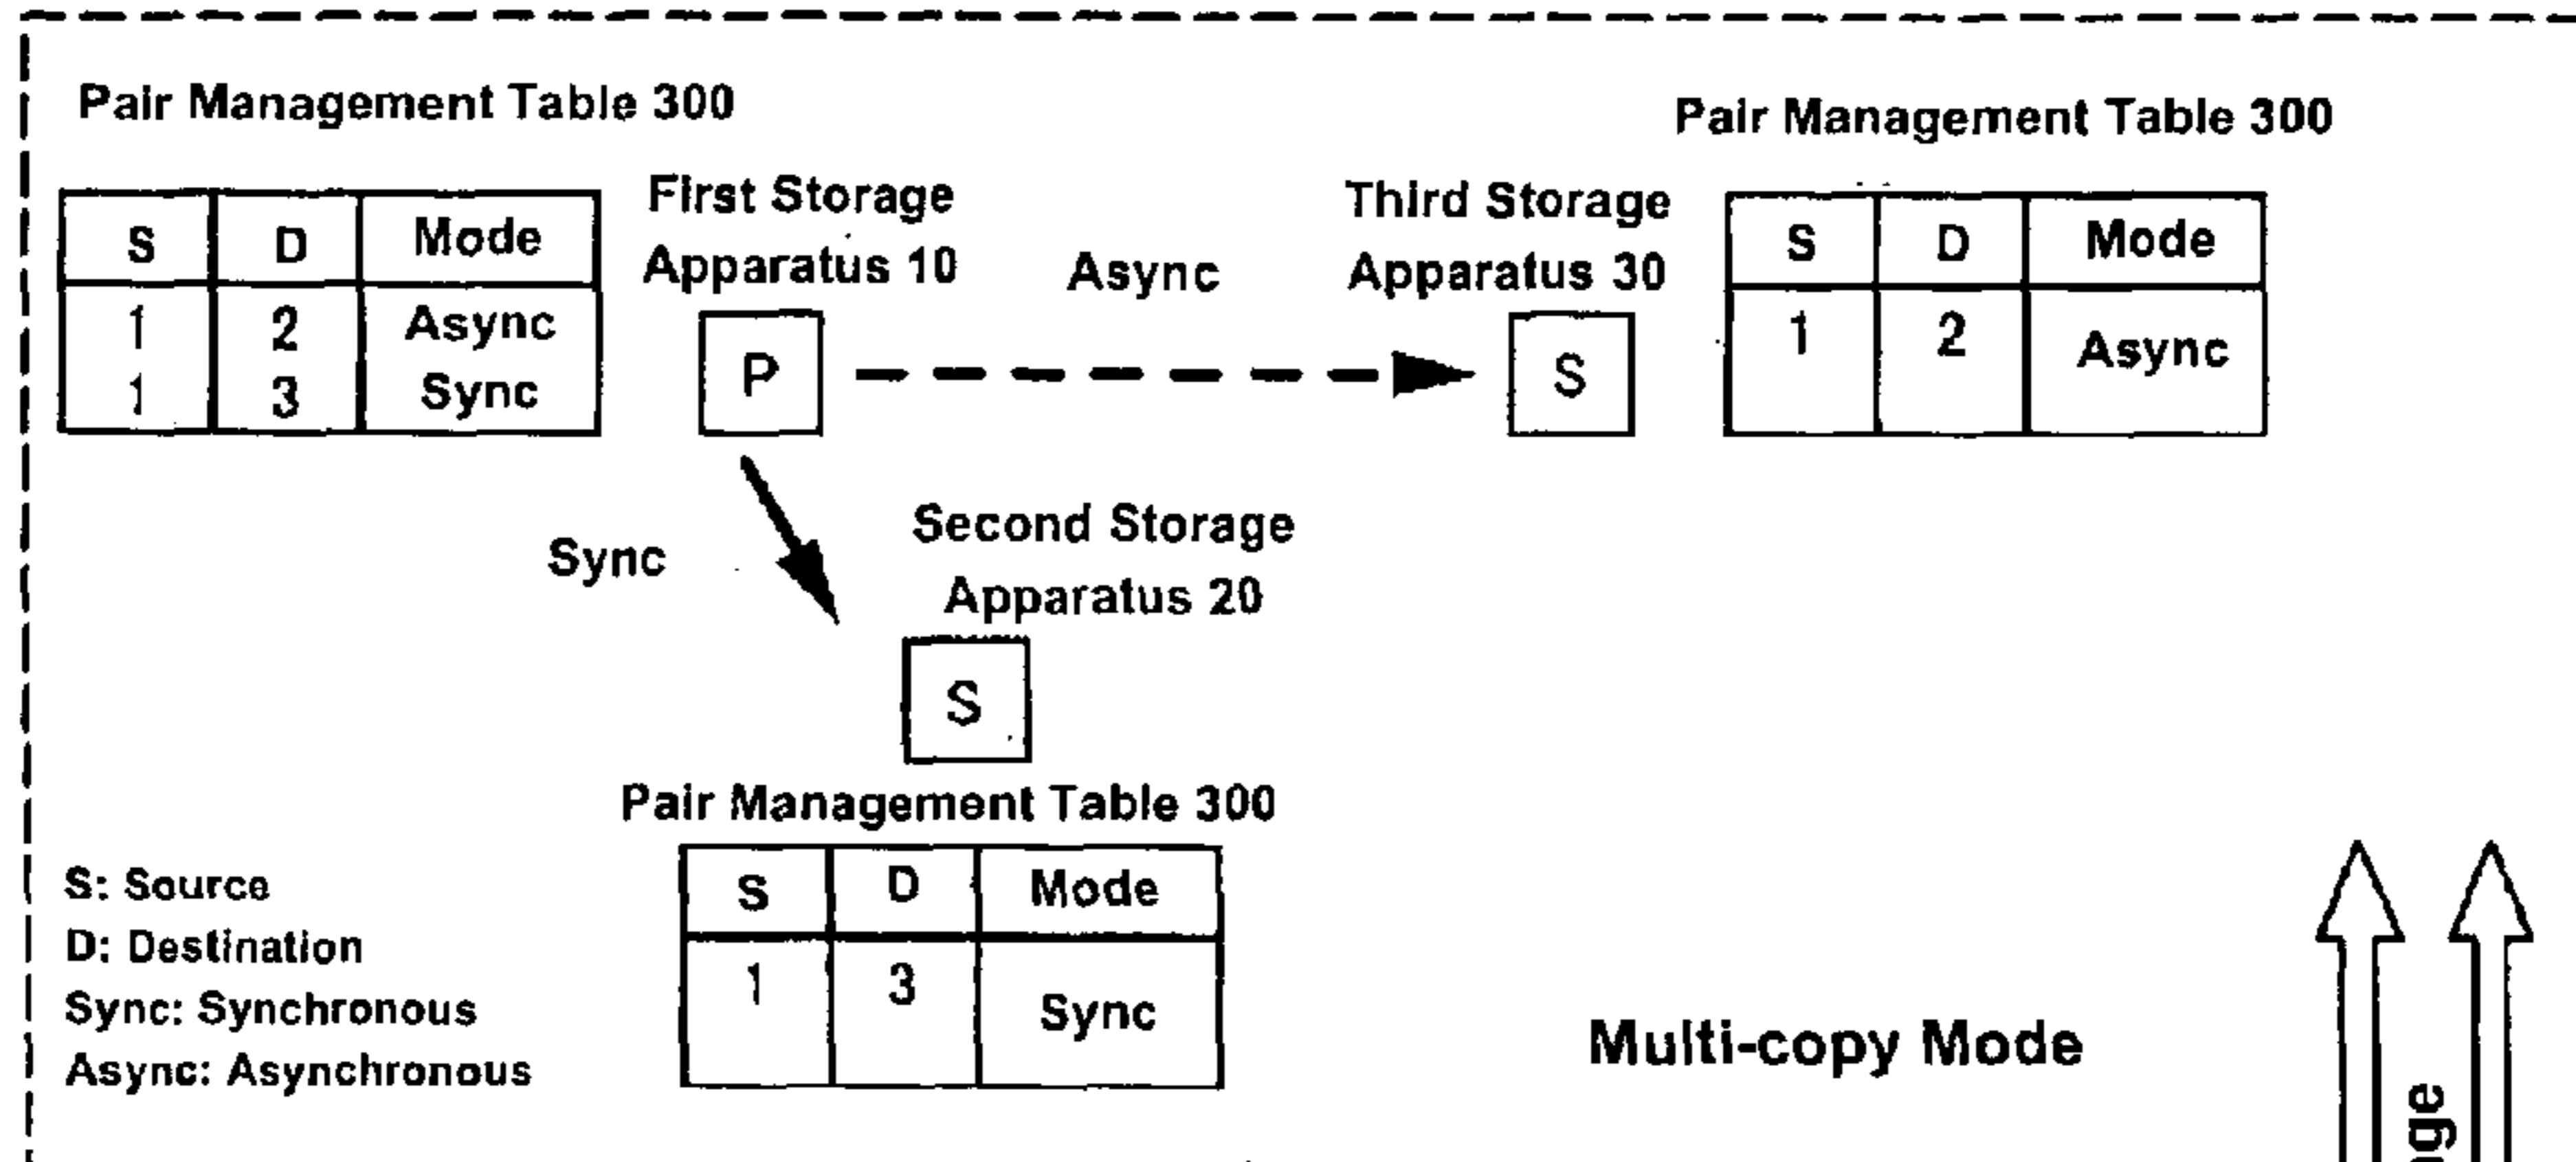 Pair Management Table 300
Pair Management Table 300
First Storage
Apparatus 10
Third Storage
Apparatus 30
Async
S D Mode
1 2 Async
1 3 Sync
P
S
S D Mode
1 2 Async
Sync
Second Storage
Apparatus 20
S
Pair Management Table 300
S D Mode
1 3 Sync
S: Source
D: Destination
Sync: Synchronous
Async: Asynchronous
Multi-copy Mode